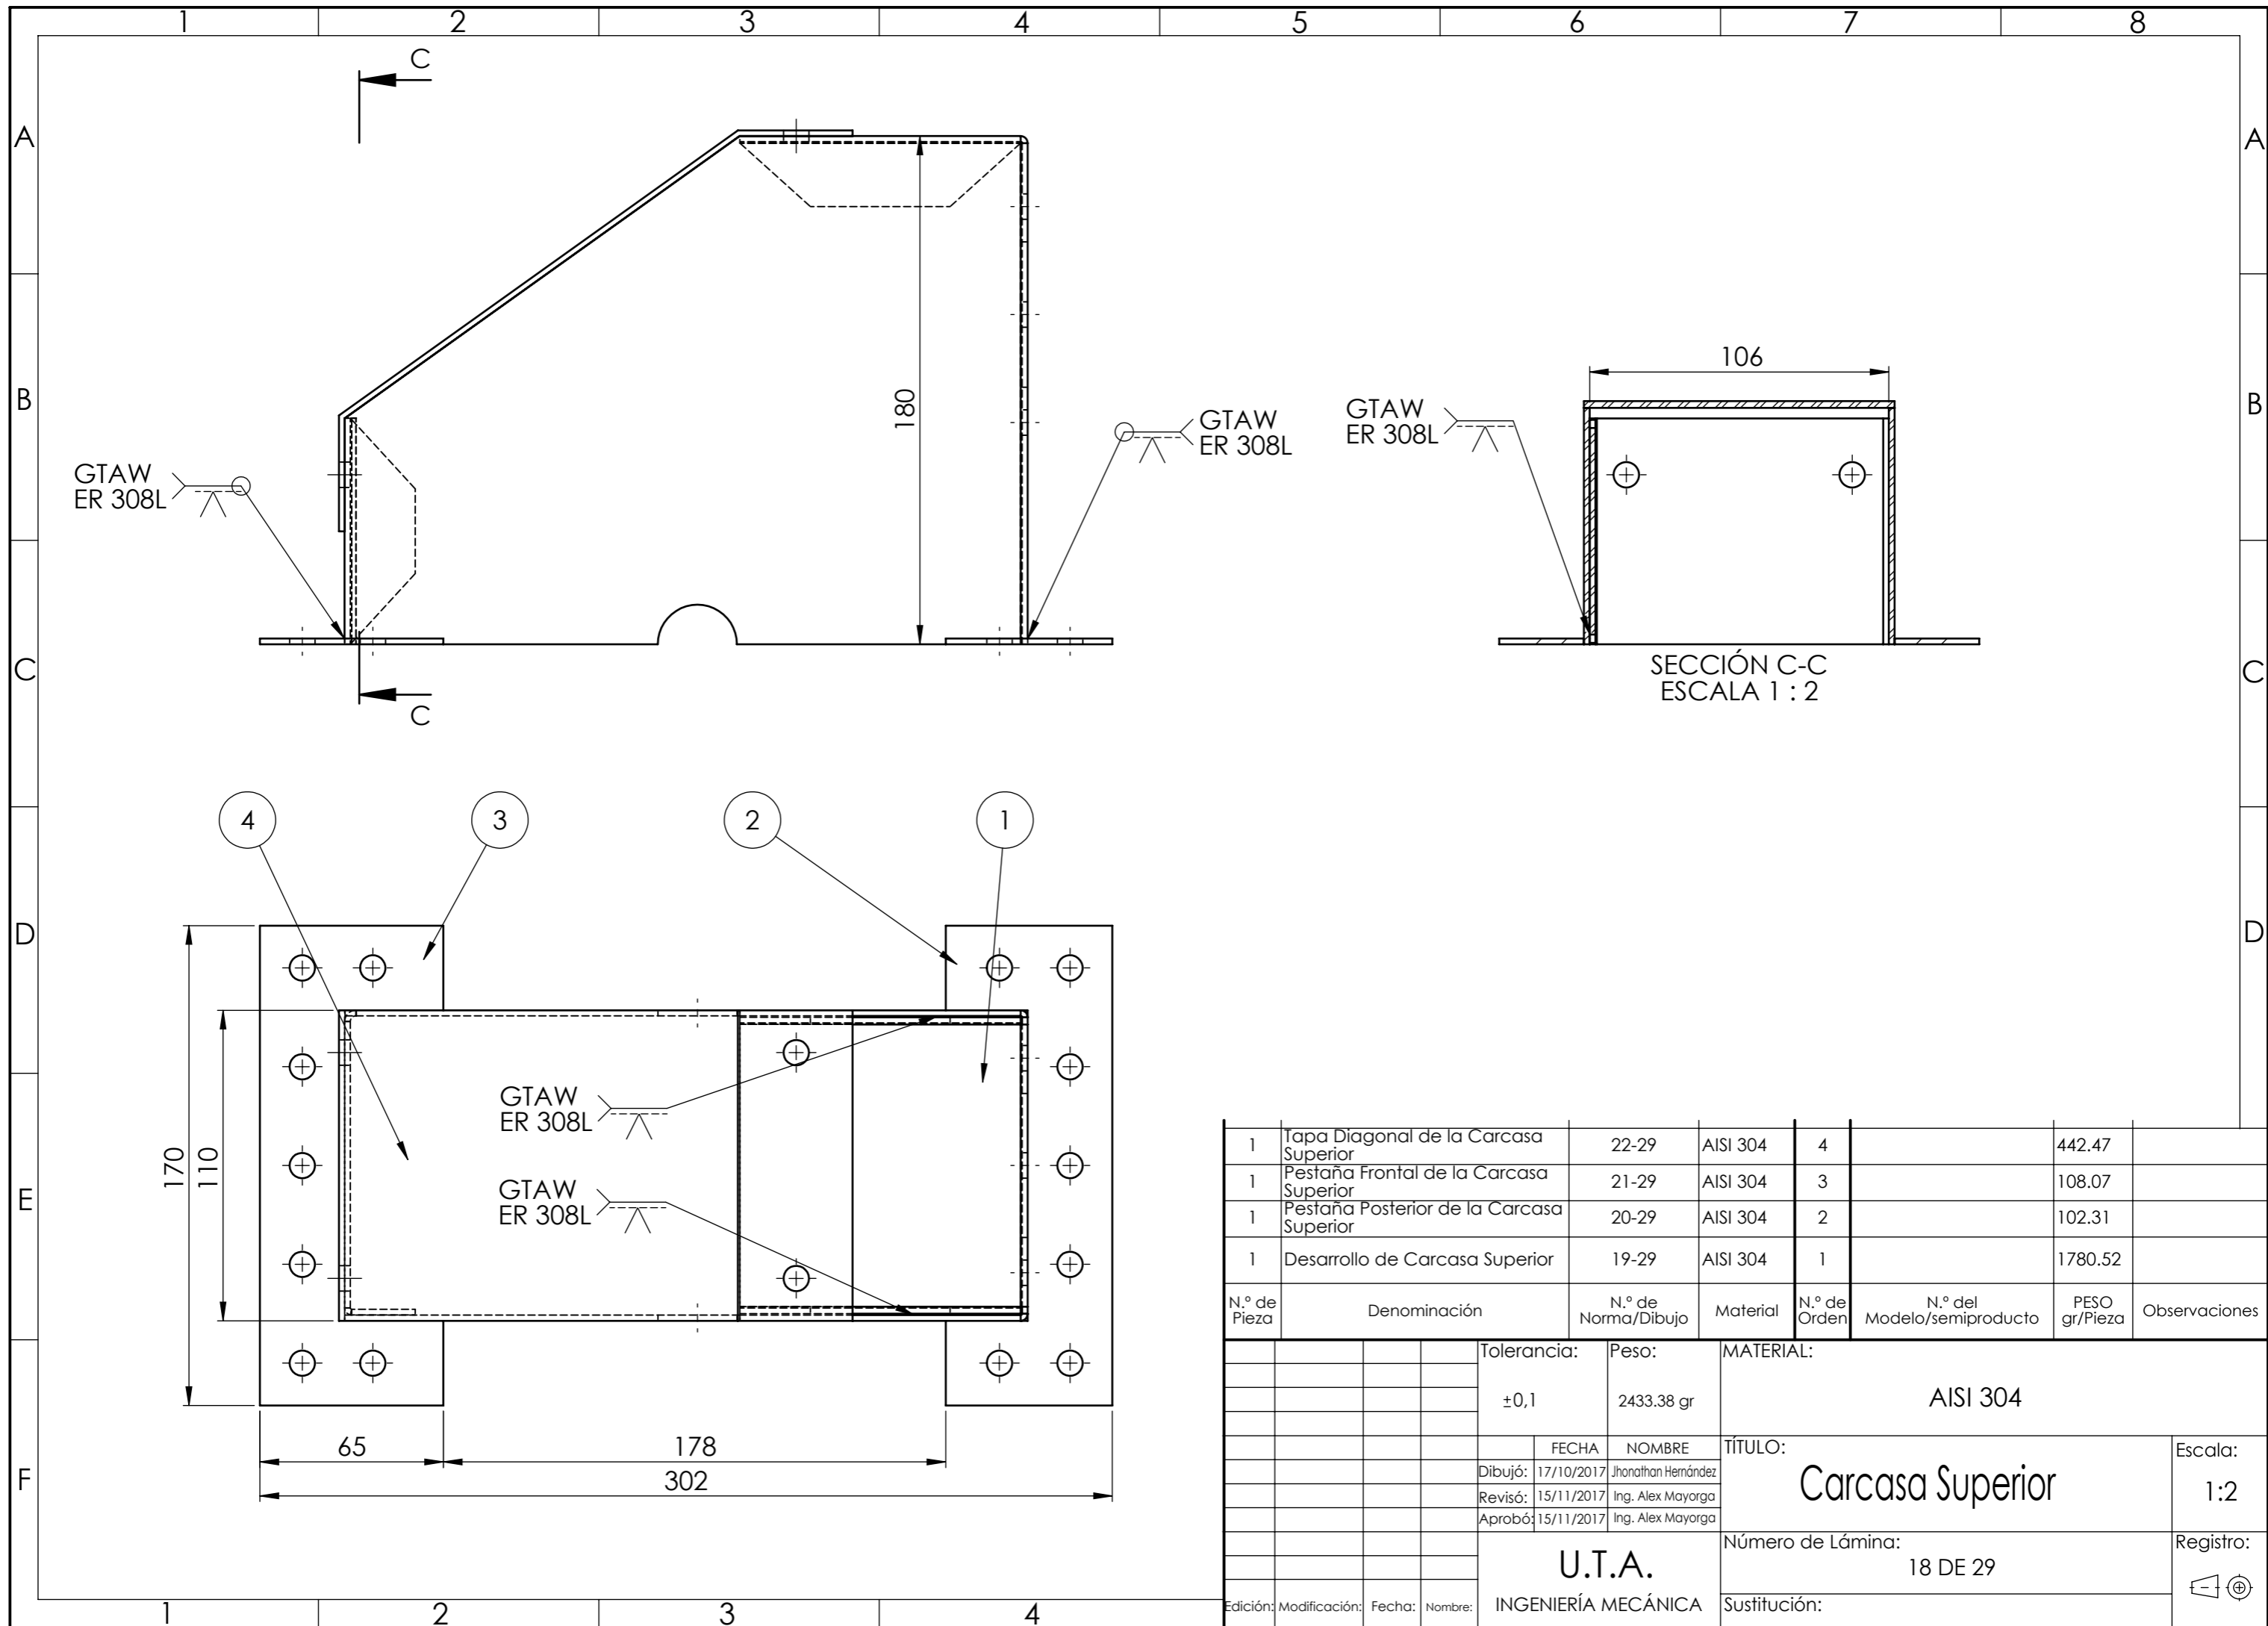 1 2 3 4 5 6 7 8
A A
B B
C C
D D
E
F
1 2 3 4
C
C
180
GTAW
ER 308L
GTAW
ER 308L
GTAW
ER 308L
106
SECCIÓN C-C
ESCALA 1 : 2
4 3 2 1
GTAW
ER 308L
GTAW
ER 308L
170
110
65
178
302
1 Tapa Diagonal de la Carcasa Superior 22-29 AISI 304 4 442.47
1 Pestaña Frontal de la Carcasa Superior 21-29 AISI 304 3 108.07
1 Pestaña Posterior de la Carcasa Superior 20-29 AISI 304 2 102.31
1 Desarrollo de Carcasa Superior 19-29 AISI 304 1 1780.52
N.º de Pieza Denominación N.º de Norma/Dibujo Material N.º de Orden N.º del Modelo/semiproducto PESO gr/Pieza Observaciones
Tolerancia: Peso: MATERIAL:
±0,1 2433.38 gr AISI 304
FECHA NOMBRE TÍTULO: Escala:
Dibujó: 17/10/2017 Jhonathan Hernández
Revisó: 15/11/2017 Ing. Alex Mayorga
Aprobó: 15/11/2017 Ing. Alex Mayorga
Carcasa Superior 1:2
U.T.A.
INGENIERÍA MECÁNICA
Número de Lámina: Registro:
18 DE 29
Edición: Modificación: Fecha: Nombre:
Sustitución: